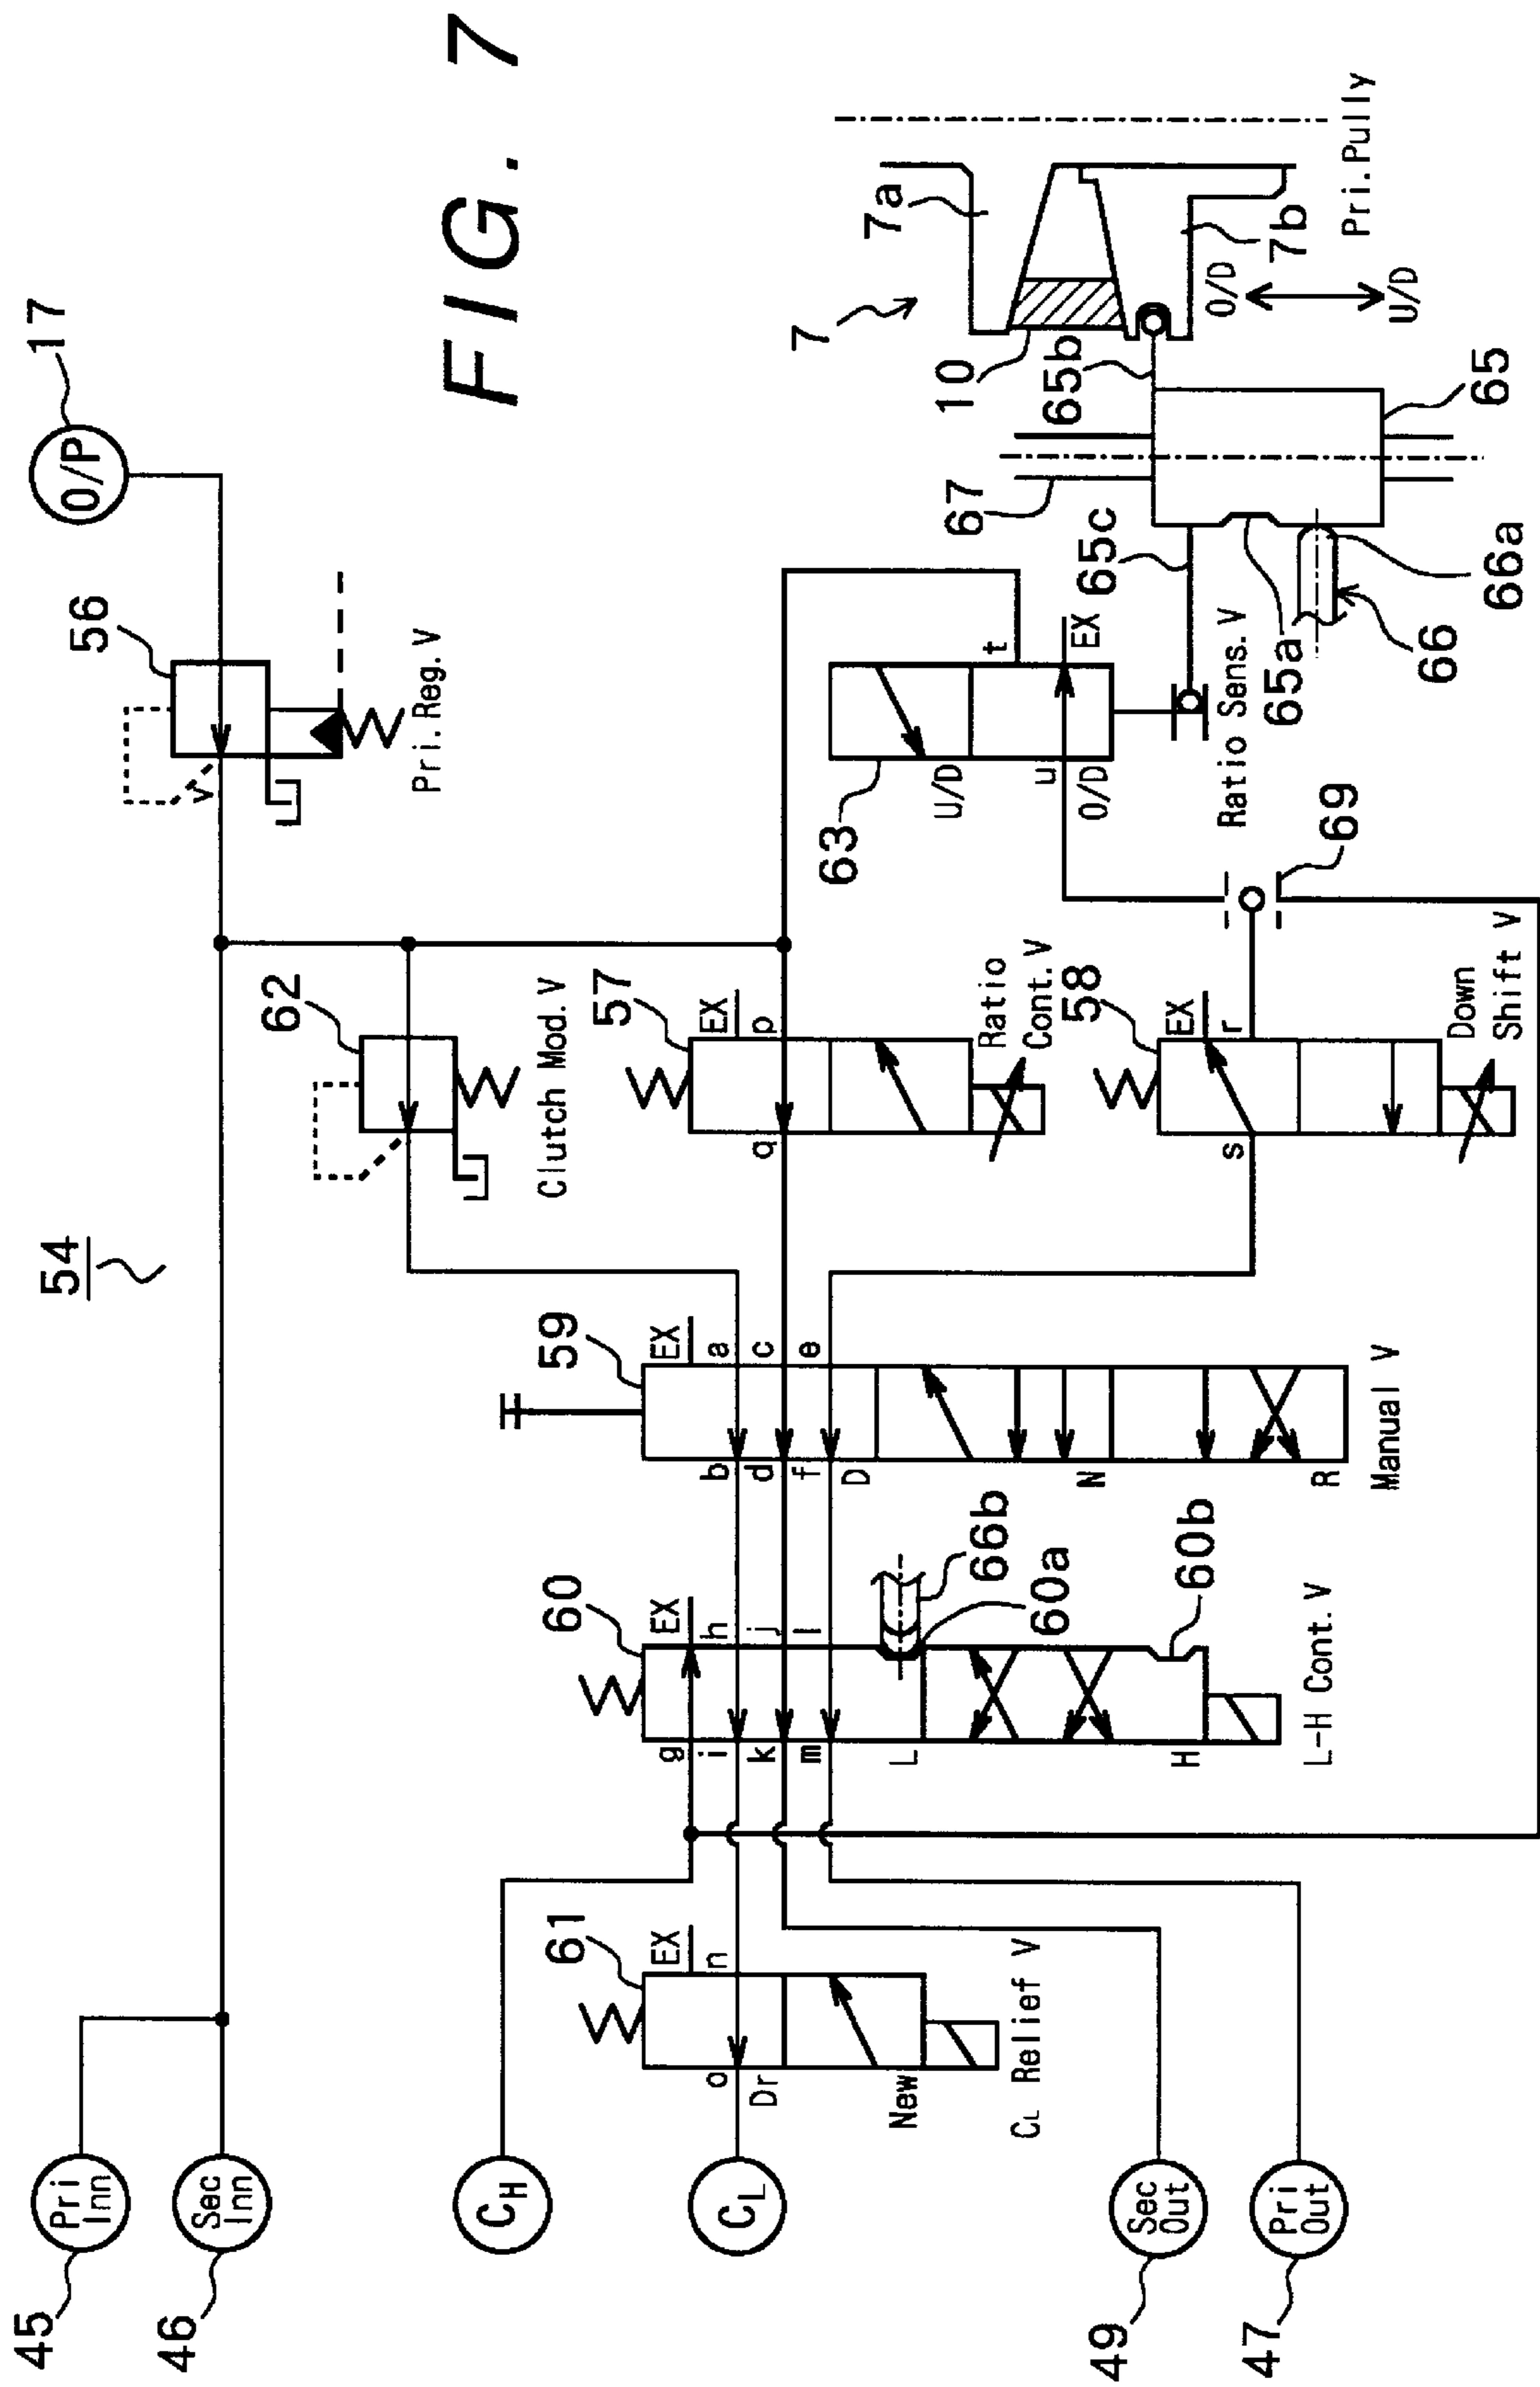 FIG. 7
54
17
O/P
56
Pri.Reg.V
62
Clutch Mod.V
45
Pri Inn
46
Sec Inn
CH
CL
61
EX
n
o
Dr
New
CL Relief V
60
EX
g
h
i
j
k
l
m
L
H
66b
60a
60b
L-H Cont.V
59
EX
a
b
c
d
e
f
D
N
R
Manual V
57
EX
p
q
Ratio
Cont.V
58
EX
r
s
Down
Shift V
63
t
EX
u
U/D
O/D
Ratio Sens.V
69
67
65c
65a
66
66a
65
65b
10
7
7a
7b
O/D
U/D
Pri.Pully
49
Sec Out
47
Pri Out